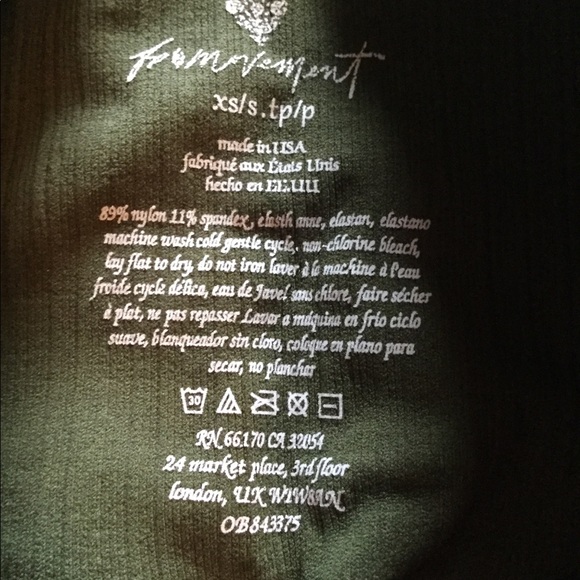 fp movement
xs/s.tp/p
made in USA
fabriqué aux États Unis
hecho en EE.UU
89% nylon 11% spandex, elasth anne, elastan, elastano
machine wash cold gentle cycle, non-chlorine bleach,
lay flat to dry, do not iron laver à la machine à l'eau
froide cycle délica, eau de Javel sans chlore, faire sécher
à plat, ne pas repasser Lavar a máquina en frío ciclo
suave, blanqueador sin cloro, coloque en plano para
secar, no planchar
30
RN 66170 CA 32054
24 market place, 3rd floor
london, UK W1W8AN
OB843375